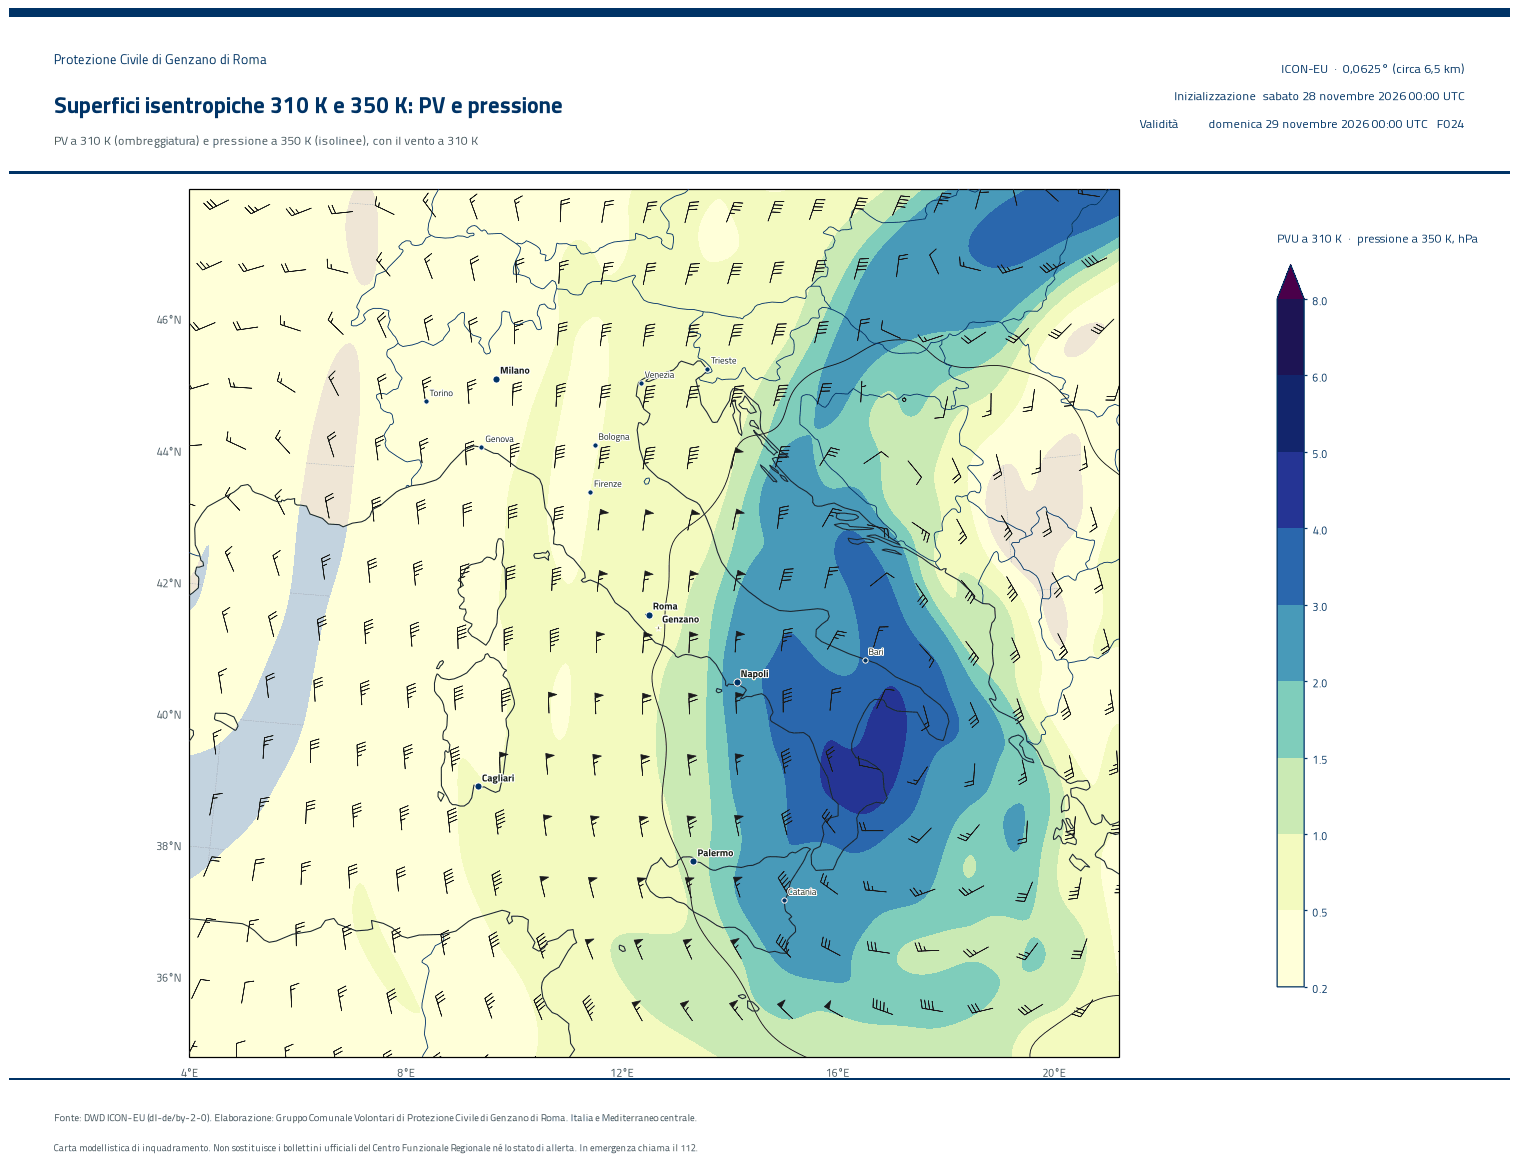 Protezione Civile di Genzano di Roma
Superfici isentropiche 310 K e 350 K: PV e pressione
PV a 310 K (ombreggiatura) e pressione a 350 K (isolinee), con il vento a 310 K
ICON-EU · 0,0625° (circa 6,5 km)
Inizializzazione sabato 28 novembre 2026 00:00 UTC
Validità domenica 29 novembre 2026 00:00 UTC F024
PVU a 310 K · pressione a 350 K, hPa
8.0
6.0
5.0
4.0
3.0
2.0
1.5
1.0
0.5
0.2
46°N
44°N
42°N
40°N
38°N
36°N
4°E
8°E
12°E
16°E
20°E
Trieste
Venezia
Milano
Torino
Genova
Bologna
Firenze
Roma
Genzano
Bari
Napoli
Cagliari
Palermo
Catania
Fonte: DWD ICON-EU (dl-de/by-2-0). Elaborazione: Gruppo Comunale Volontari di Protezione Civile di Genzano di Roma. Italia e Mediterraneo centrale.
Carta modellistica di inquadramento. Non sostituisce i bollettini ufficiali del Centro Funzionale Regionale né lo stato di allerta. In emergenza chiama il 112.